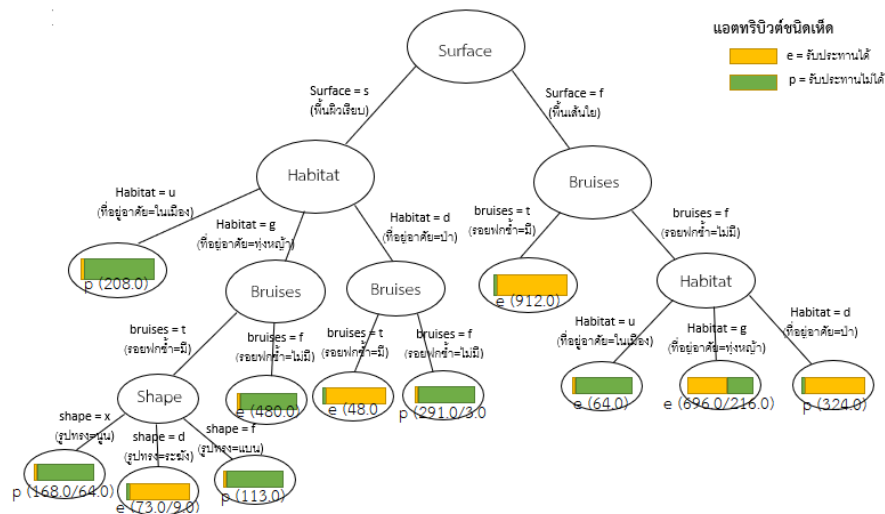 แอตทริบิวต์ชนิดเห็ด
e = รับประทานได้
p = รับประทานไม่ได้
Surface
Surface = s
(พื้นผิวเรียบ)
Surface = f
(พื้นเส้นใย)
Habitat
Bruises
Habitat = u
(ที่อยู่อาศัย=ในเมือง)
Habitat = g
(ที่อยู่อาศัย=ทุ่งหญ้า)
Habitat = d
(ที่อยู่อาศัย=ป่า)
bruises = t
(รอยฟกช้ำ=มี)
bruises = f
(รอยฟกช้ำ=ไม่มี)
p (208.0)
Bruises
Bruises
e (912.0)
Habitat
bruises = t
(รอยฟกช้ำ=มี)
bruises = f
(รอยฟกช้ำ=ไม่มี)
bruises = t
(รอยฟกช้ำ=มี)
bruises = f
(รอยฟกช้ำ=ไม่มี)
Habitat = u
(ที่อยู่อาศัย=ในเมือง)
Habitat = g
(ที่อยู่อาศัย=ทุ่งหญ้า)
Habitat = d
(ที่อยู่อาศัย=ป่า)
Shape
e (480.0)
e (48.0
p (291.0/3.0
e (64.0)
e (696.0/216.0)
p (324.0)
shape = x
(รูปทรง=นูน)
shape = d
(รูปทรง=ระฆัง)
shape = f
(รูปทรง=แบน)
p (168.0/64.0)
e (73.0/9.0)
p (113.0)